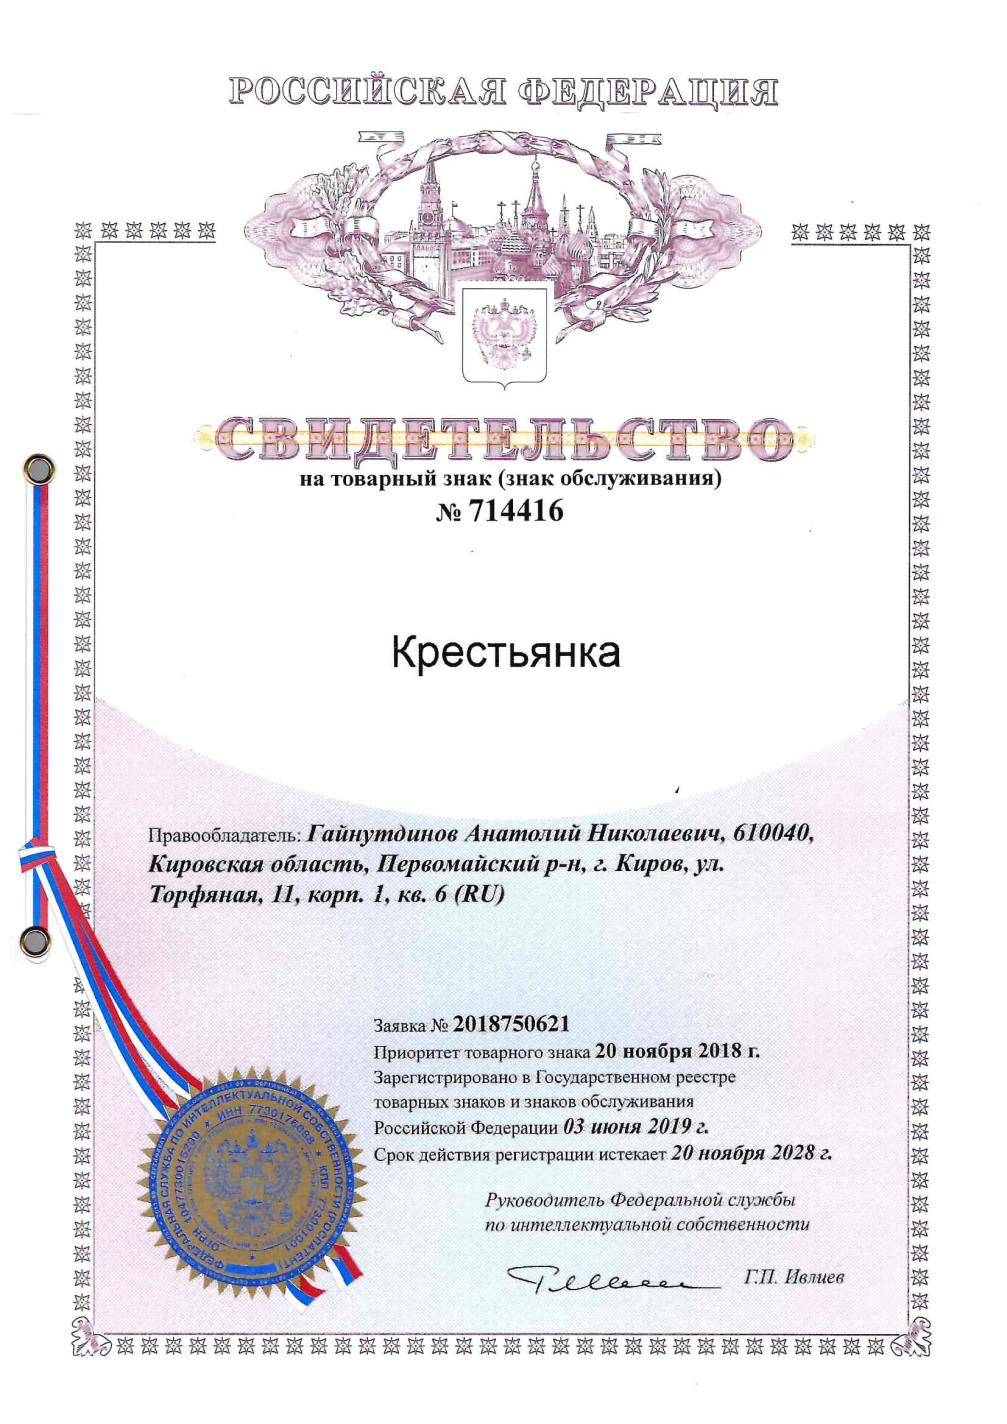 РОССИЙСКАЯ ФЕДЕРАЦИЯ
СВИДЕТЕЛЬСТВО
на товарный знак (знак обслуживания)
№ 714416
Крестьянка
Правообладатель: Гайнутдинов Анатолий Николаевич, 610040,
Кировская область, Первомайский р-н, г. Киров, ул.
Торфяная, 11, корп. 1, кв. 6 (RU)
Заявка № 2018750621
Приоритет товарного знака 20 ноября 2018 г.
Зарегистрировано в Государственном реестре
товарных знаков и знаков обслуживания
Российской Федерации 03 июня 2019 г.
Срок действия регистрации истекает 20 ноября 2028 г.
Руководитель Федеральной службы
по интеллектуальной собственности
Г.П. Ивлиев
ФЕДЕРАЛЬНАЯ СЛУЖБА ПО ИНТЕЛЛЕКТУАЛЬНОЙ СОБСТВЕННОСТИ (РОСПАТЕНТ)
ОГРН 1047730015200 * ИНН 7730176088 * КПП 773001001